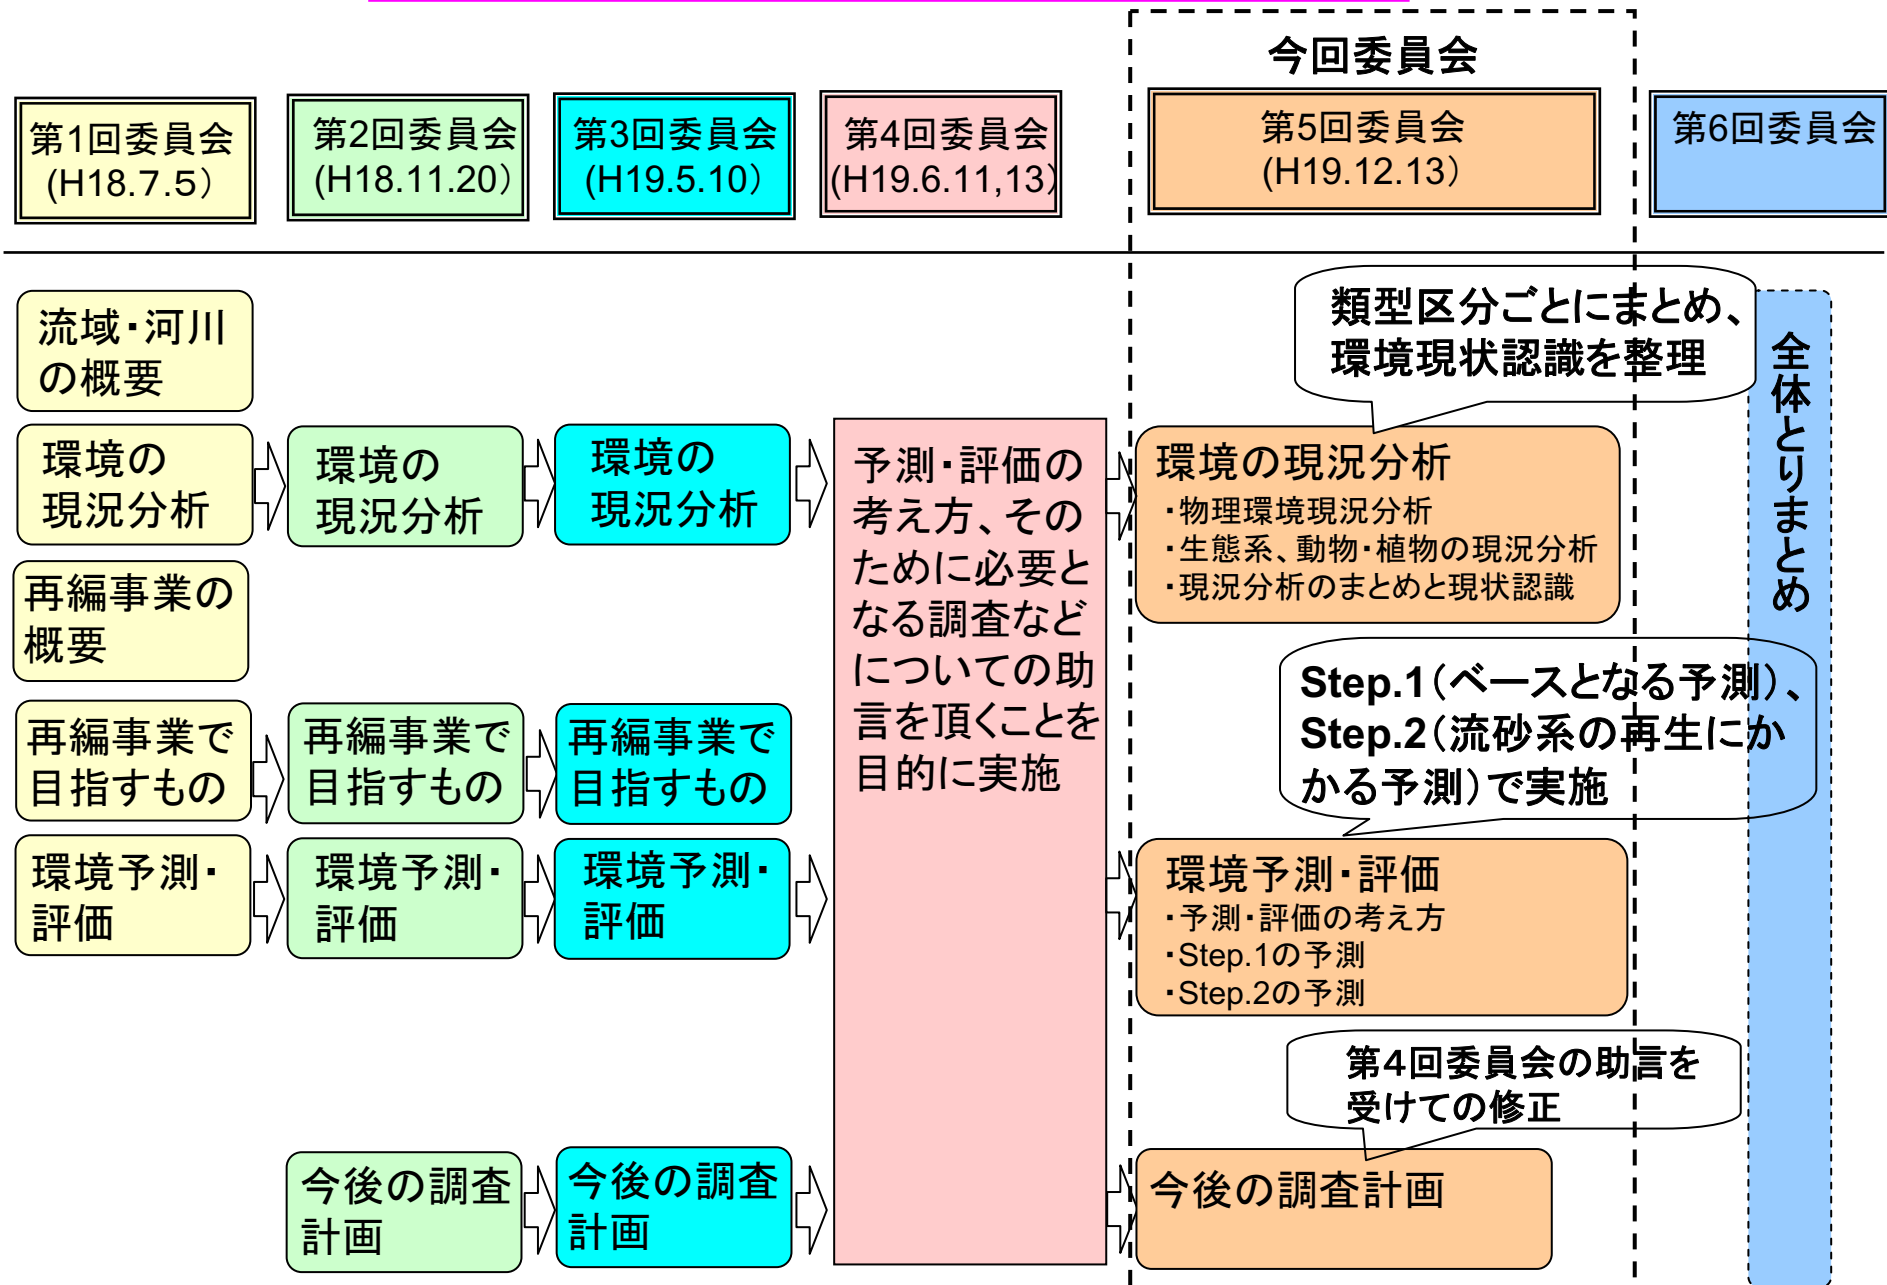 今回委員会
第1回委員会
(H18.7.5）
第2回委員会
(H18.11.20）
第3回委員会
(H19.5.10）
第4回委員会
(H19.6.11,13）
第5回委員会
(H19.12.13）
第6回委員会
流域・河川
の概要
環境の
現況分析
再編事業の
概要
再編事業で
目指すもの
環境予測・
評価
環境の
現況分析
再編事業で
目指すもの
環境予測・
評価
今後の調査
計画
環境の
現況分析
再編事業で
目指すもの
環境予測・
評価
今後の調査
計画
予測・評価の
考え方、その
ために必要と
なる調査など
についての助
言を頂くことを
目的に実施
類型区分ごとにまとめ、
環境現状認識を整理
環境の現況分析
・物理環境現況分析
・生態系、動物・植物の現況分析
・現況分析のまとめと現状認識
Step.1（ベースとなる予測）、
Step.2（流砂系の再生にか
かる予測）で実施
環境予測・評価
・予測・評価の考え方
・Step.1の予測
・Step.2の予測
第4回委員会の助言を
受けての修正
今後の調査計画
全体とりまとめ